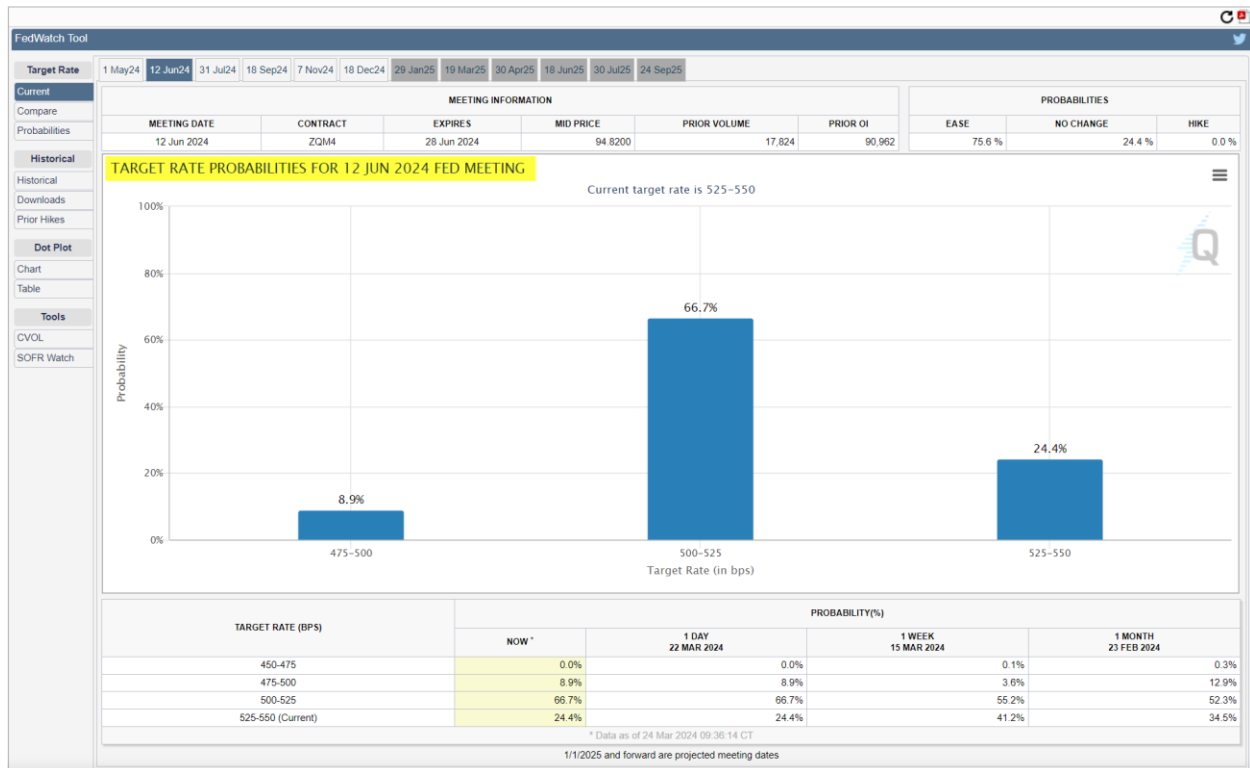 FedWatch Tool
Target Rate
Current
Compare
Probabilities
Historical
Historical
Downloads
Prior Hikes
Dot Plot
Chart
Table
Tools
CVOL
SOFR Watch
1 May24 12 Jun24 31 Jul24 18 Sep24 7 Nov24 18 Dec24 29 Jan25 19 Mar25 30 Apr25 18 Jun25 30 Jul25 24 Sep25
MEETING INFORMATION
MEETING DATE CONTRACT EXPIRES MID PRICE PRIOR VOLUME PRIOR OI
12 Jun 2024 ZQM4 28 Jun 2024 94.8200 17,824 90,962
PROBABILITIES
EASE NO CHANGE HIKE
75.6 % 24.4 % 0.0 %
TARGET RATE PROBABILITIES FOR 12 JUN 2024 FED MEETING
Current target rate is 525-550
Probability
100%
80%
60%
40%
20%
0%
8.9%
66.7%
24.4%
475-500 500-525 525-550
Target Rate (in bps)
Q
TARGET RATE (BPS) PROBABILITY(%)
NOW * 1 DAY 1 WEEK 1 MONTH
22 MAR 2024 15 MAR 2024 23 FEB 2024
450-475 0.0% 0.0% 0.1% 0.3%
475-500 8.9% 8.9% 3.6% 12.9%
500-525 66.7% 66.7% 55.2% 52.3%
525-550 (Current) 24.4% 24.4% 41.2% 34.5%
* Data as of 24 Mar 2024 09:36:14 CT
1/1/2025 and forward are projected meeting dates